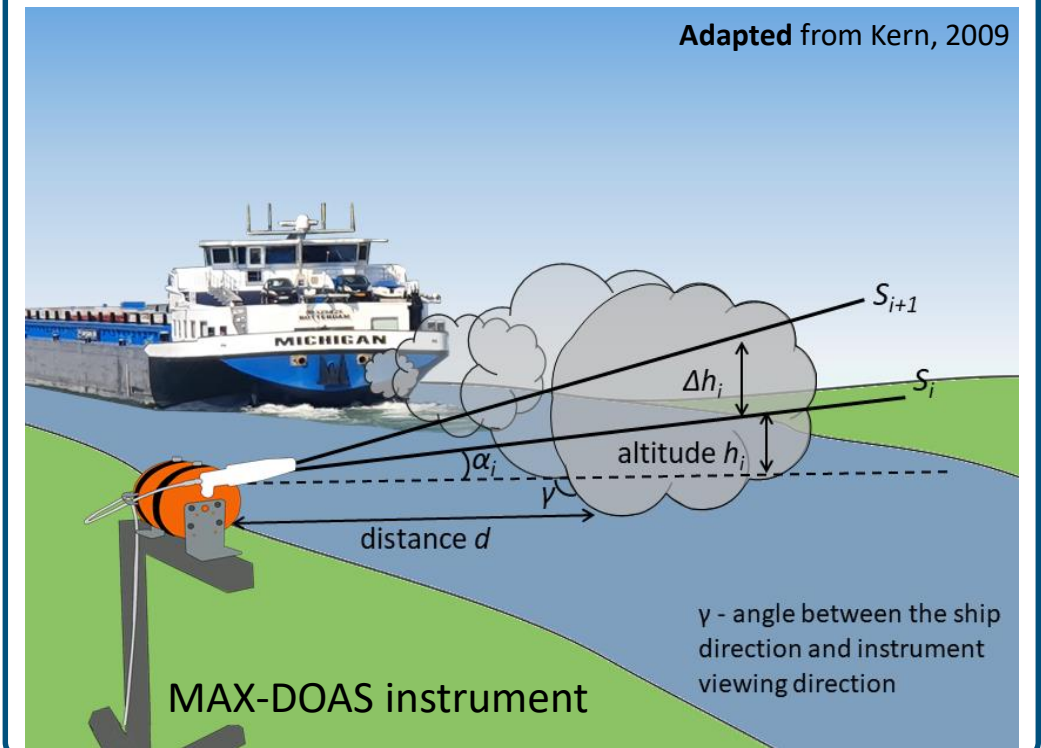 Adapted from Kern, 2009
MICHIGAN
S_{i+1}
Δh_i
S_i
α_i
altitude h_i
γ
distance d
γ - angle between the ship
direction and instrument
viewing direction
MAX-DOAS instrument